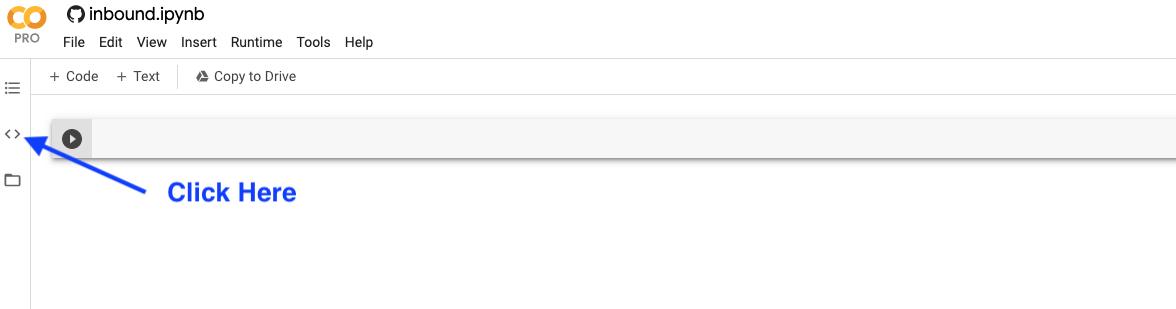 CO inbound.ipynb
PRO
File Edit View Insert Runtime Tools Help
+ Code + Text Copy to Drive
<>
Click Here